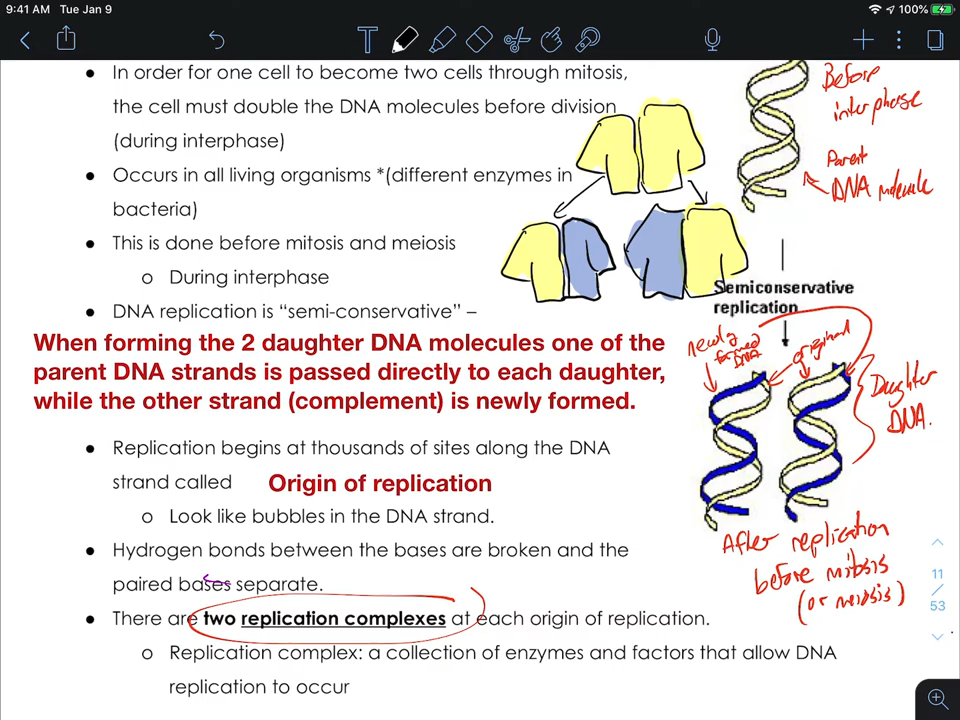 9:41 AM Tue Jan 9
100%
T
• In order for one cell to become two cells through mitosis,
the cell must double the DNA molecules before division
(during interphase)
• Occurs in all living organisms *(different enzymes in
bacteria)
• This is done before mitosis and meiosis
o During interphase
• DNA replication is “semi-conservative” –
Before
interphase
Parent
DNA molecule
Semiconservative
replication
When forming the 2 daughter DNA molecules one of the
parent DNA strands is passed directly to each daughter,
while the other strand (complement) is newly formed.
newly
formed
DNA
original
Daughter
DNA.
• Replication begins at thousands of sites along the DNA
strand called
Origin of replication
o Look like bubbles in the DNA strand.
• Hydrogen bonds between the bases are broken and the
paired bases separate.
After replication
before mitosis
(or meiosis)
• There are two replication complexes at each origin of replication.
o Replication complex: a collection of enzymes and factors that allow DNA
replication to occur
11
/
53